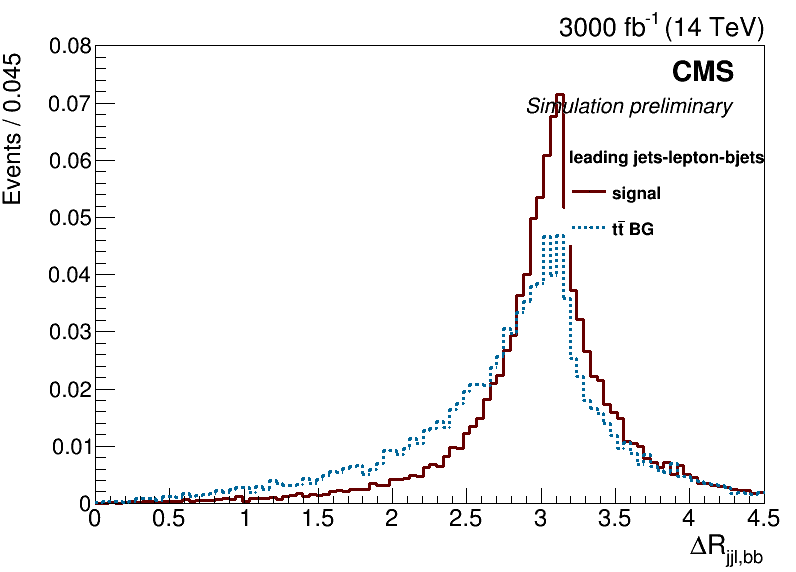 3000 fb⁻¹ (14 TeV)
CMS
Simulation preliminary
leading jets-lepton-bjets
signal
tt̄ BG
Events / 0.045
0.08
0.07
0.06
0.05
0.04
0.03
0.02
0.01
0
0 0.5 1 1.5 2 2.5 3 3.5 4 4.5
ΔR_jjl,bb